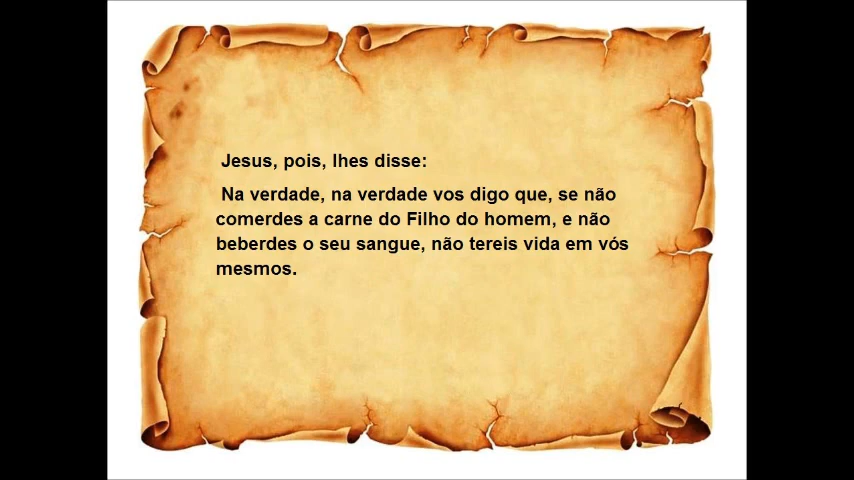 Jesus, pois, lhes disse:
Na verdade, na verdade vos digo que, se não
comerdes a carne do Filho do homem, e não
beberdes o seu sangue, não tereis vida em vós
mesmos.